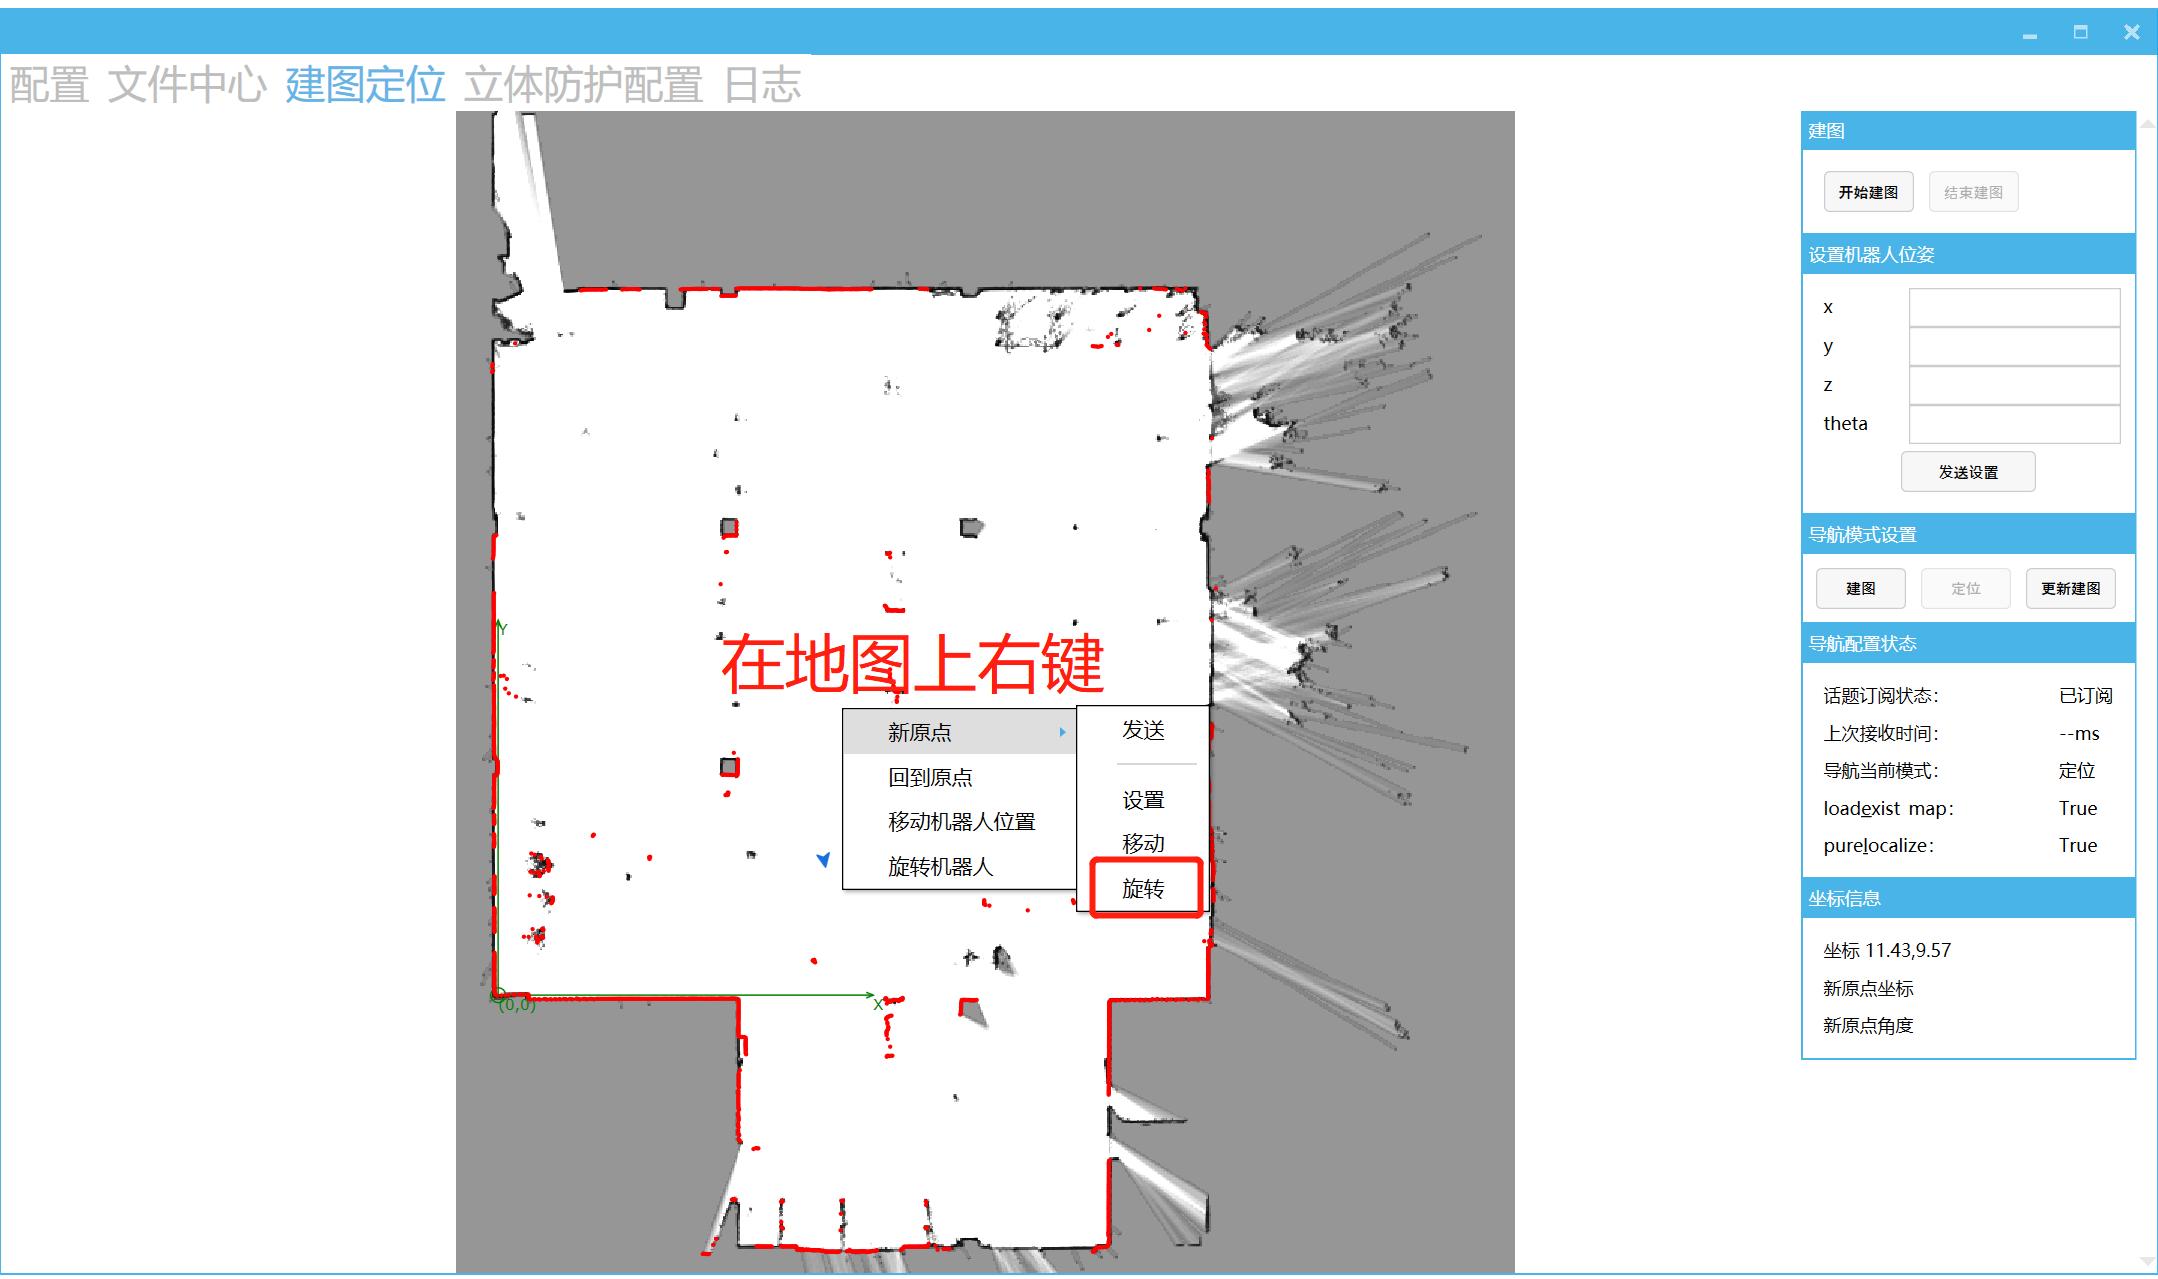 配置 文件中心 建图定位 立体防护配置 日志
建图
开始建图 结束建图
设置机器人位姿
x
y
z
theta
发送设置
导航模式设置
建图 定位 更新建图
导航配置状态
话题订阅状态： 已订阅
上次接收时间： --ms
导航当前模式： 定位
loadexist map： True
purelocalize： True
坐标信息
坐标 11.43,9.57
新原点坐标
新原点角度
Y
在地图上右键
新原点
回到原点
移动机器人位置
旋转机器人
发送
设置
移动
旋转
(0,0)
X